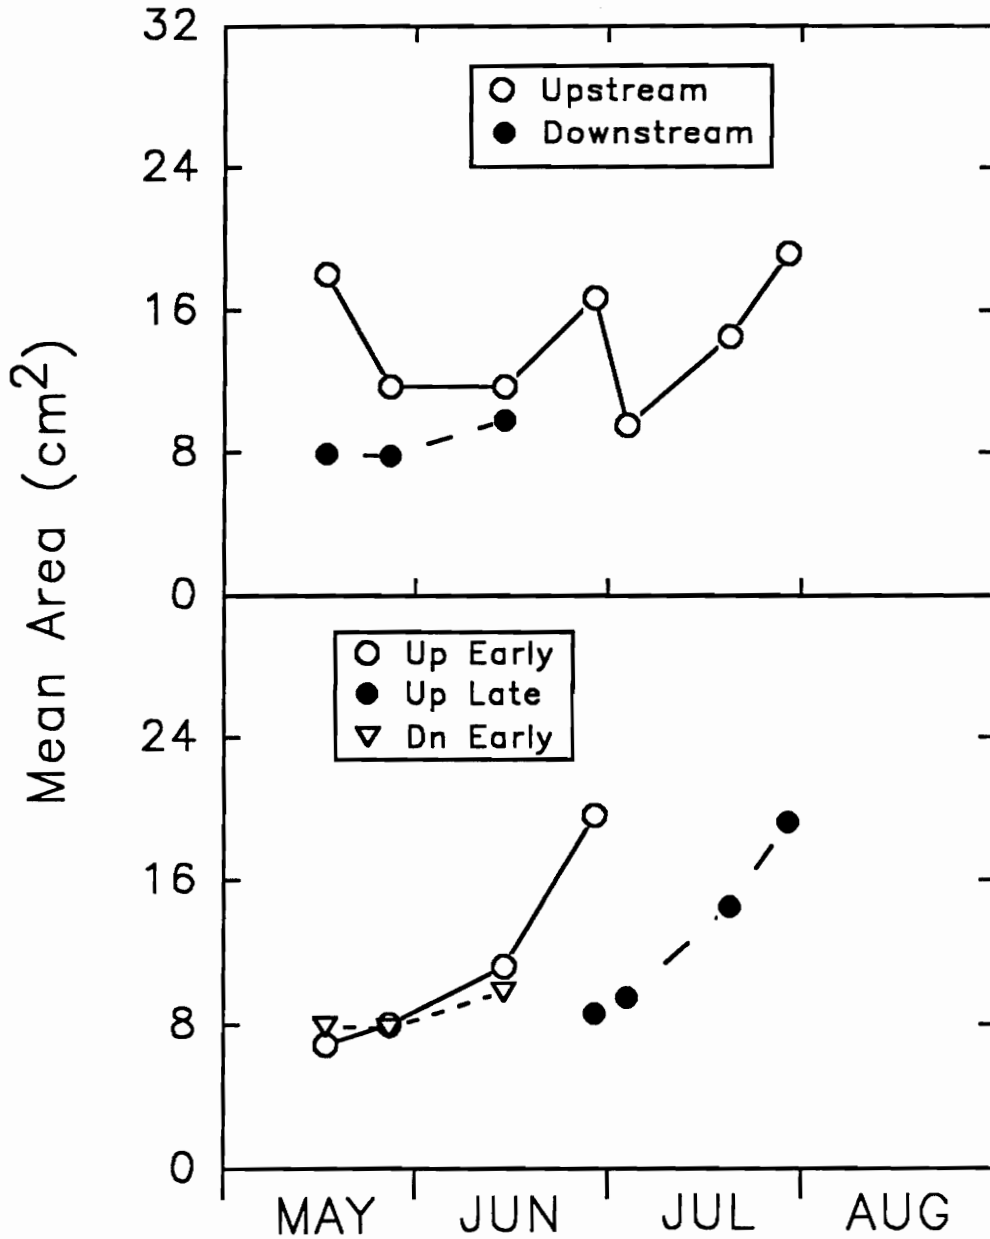 32
Upstream
Downstream
24
16
8
0
Mean Area (cm2)
Up Early
Up Late
Dn Early
24
16
8
0
MAY JUN JUL AUG